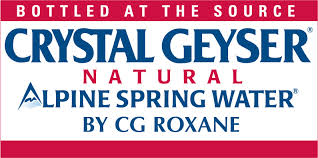 BOTTLED AT THE SOURCE
CRYSTAL GEYSER®
NATURAL
ALPINE SPRING WATER®
BY CG ROXANE